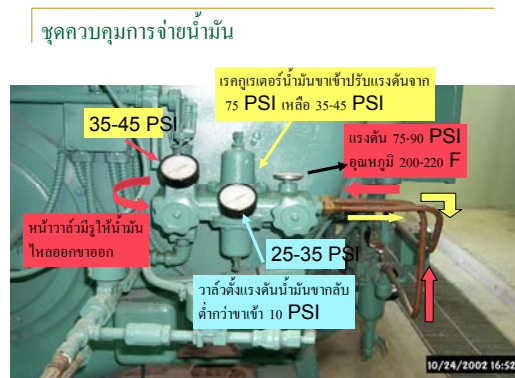 ชุดควบคุมการจ่ายน้ำมัน
เรคกูเรเตอร์น้ำมันขาเข้าปรับแรงดันจาก
75 PSI เหลือ 35-45 PSI
35-45 PSI
แรงดัน 75-90 PSI
อุณหภูมิ 200-220 F
หน้าวาล์วมีรูให้น้ำมัน
ไหลออกขาออก
25-35 PSI
วาล์วตั้งแรงดันน้ำมันขากลับ
ต่ำกว่าขาเข้า 10 PSI
10/24/2002 16:52